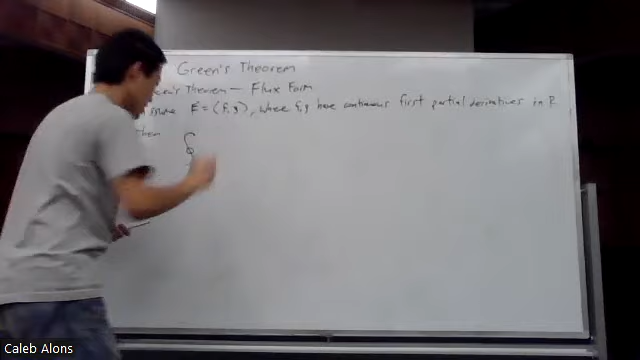 Green's Theorem
Theorem — Flux Form
F = ⟨f, g⟩, where f, g have continuous first partial derivatives in R
then ∮
Caleb Alons